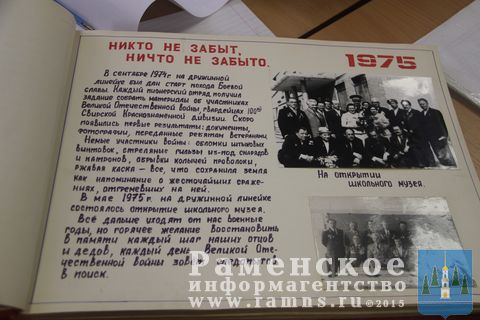 НИКТО НЕ ЗАБЫТ,
НИЧТО НЕ ЗАБЫТО.
1975
В сентябре 1974г. на дружинной
линейке был дан старт похода Боевой
славы. Каждый пионерский отряд получил
задание собрать материалы об участниках
Великой Отечественной Войны, гвардейцах 100ой
Свирской Краснознаменной дивизии. Скоро
появились первые результаты: документы,
фотографии, переданные ребятам ветеранами.
Немые участники войны: обломки штыковых
винтовок, стреляные гильзы из-под снарядов
и патронов, обрывки колючей проволоки,
ржавая каска - все, что сохранила земля
как напоминание о жесточайших сраже-
ниях, отгремевших на ней.
В мае 1975г. на дружинной линейке
состоялось открытие школьного музея.
Всё дальше уходят от нас военные
годы, но горячее желание восстановить
в памяти каждый шаг наших отцов
и дедов, каждый день Великой Оте-
чественной войны зовет следопытов
в поиск.
На открытии
школьного музея.
Раменское
информагентство
www.ramns.ru©2015